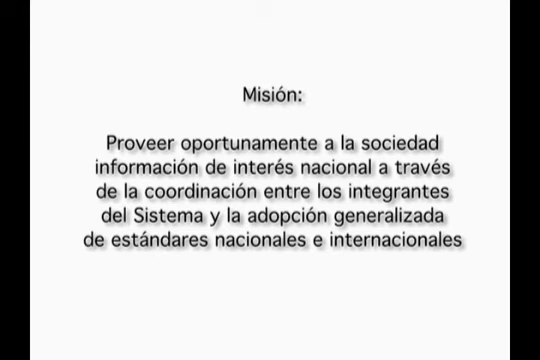 Misión:
Proveer oportunamente a la sociedad
información de interés nacional a través
de la coordinación entre los integrantes
del Sistema y la adopción generalizada
de estándares nacionales e internacionales